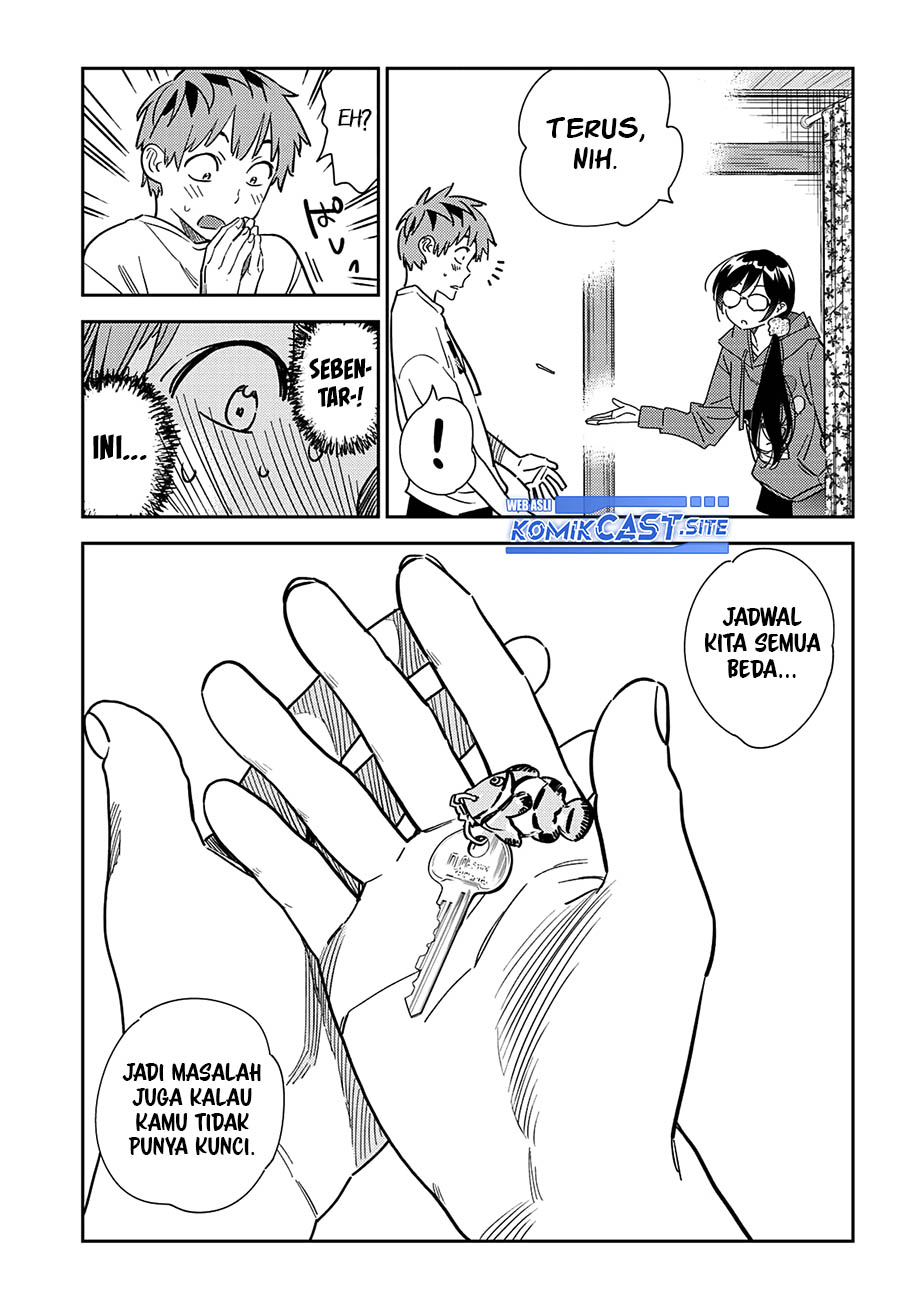 TERUS,
NIH.
!
EH?
SEBEN-
TAR-!
INI...
WEB ASLI
KOMIKCAST.SITE
JADWAL
KITA SEMUA
BEDA...
JADI MASALAH
JUGA KALAU
KAMU TIDAK
PUNYA KUNCI.